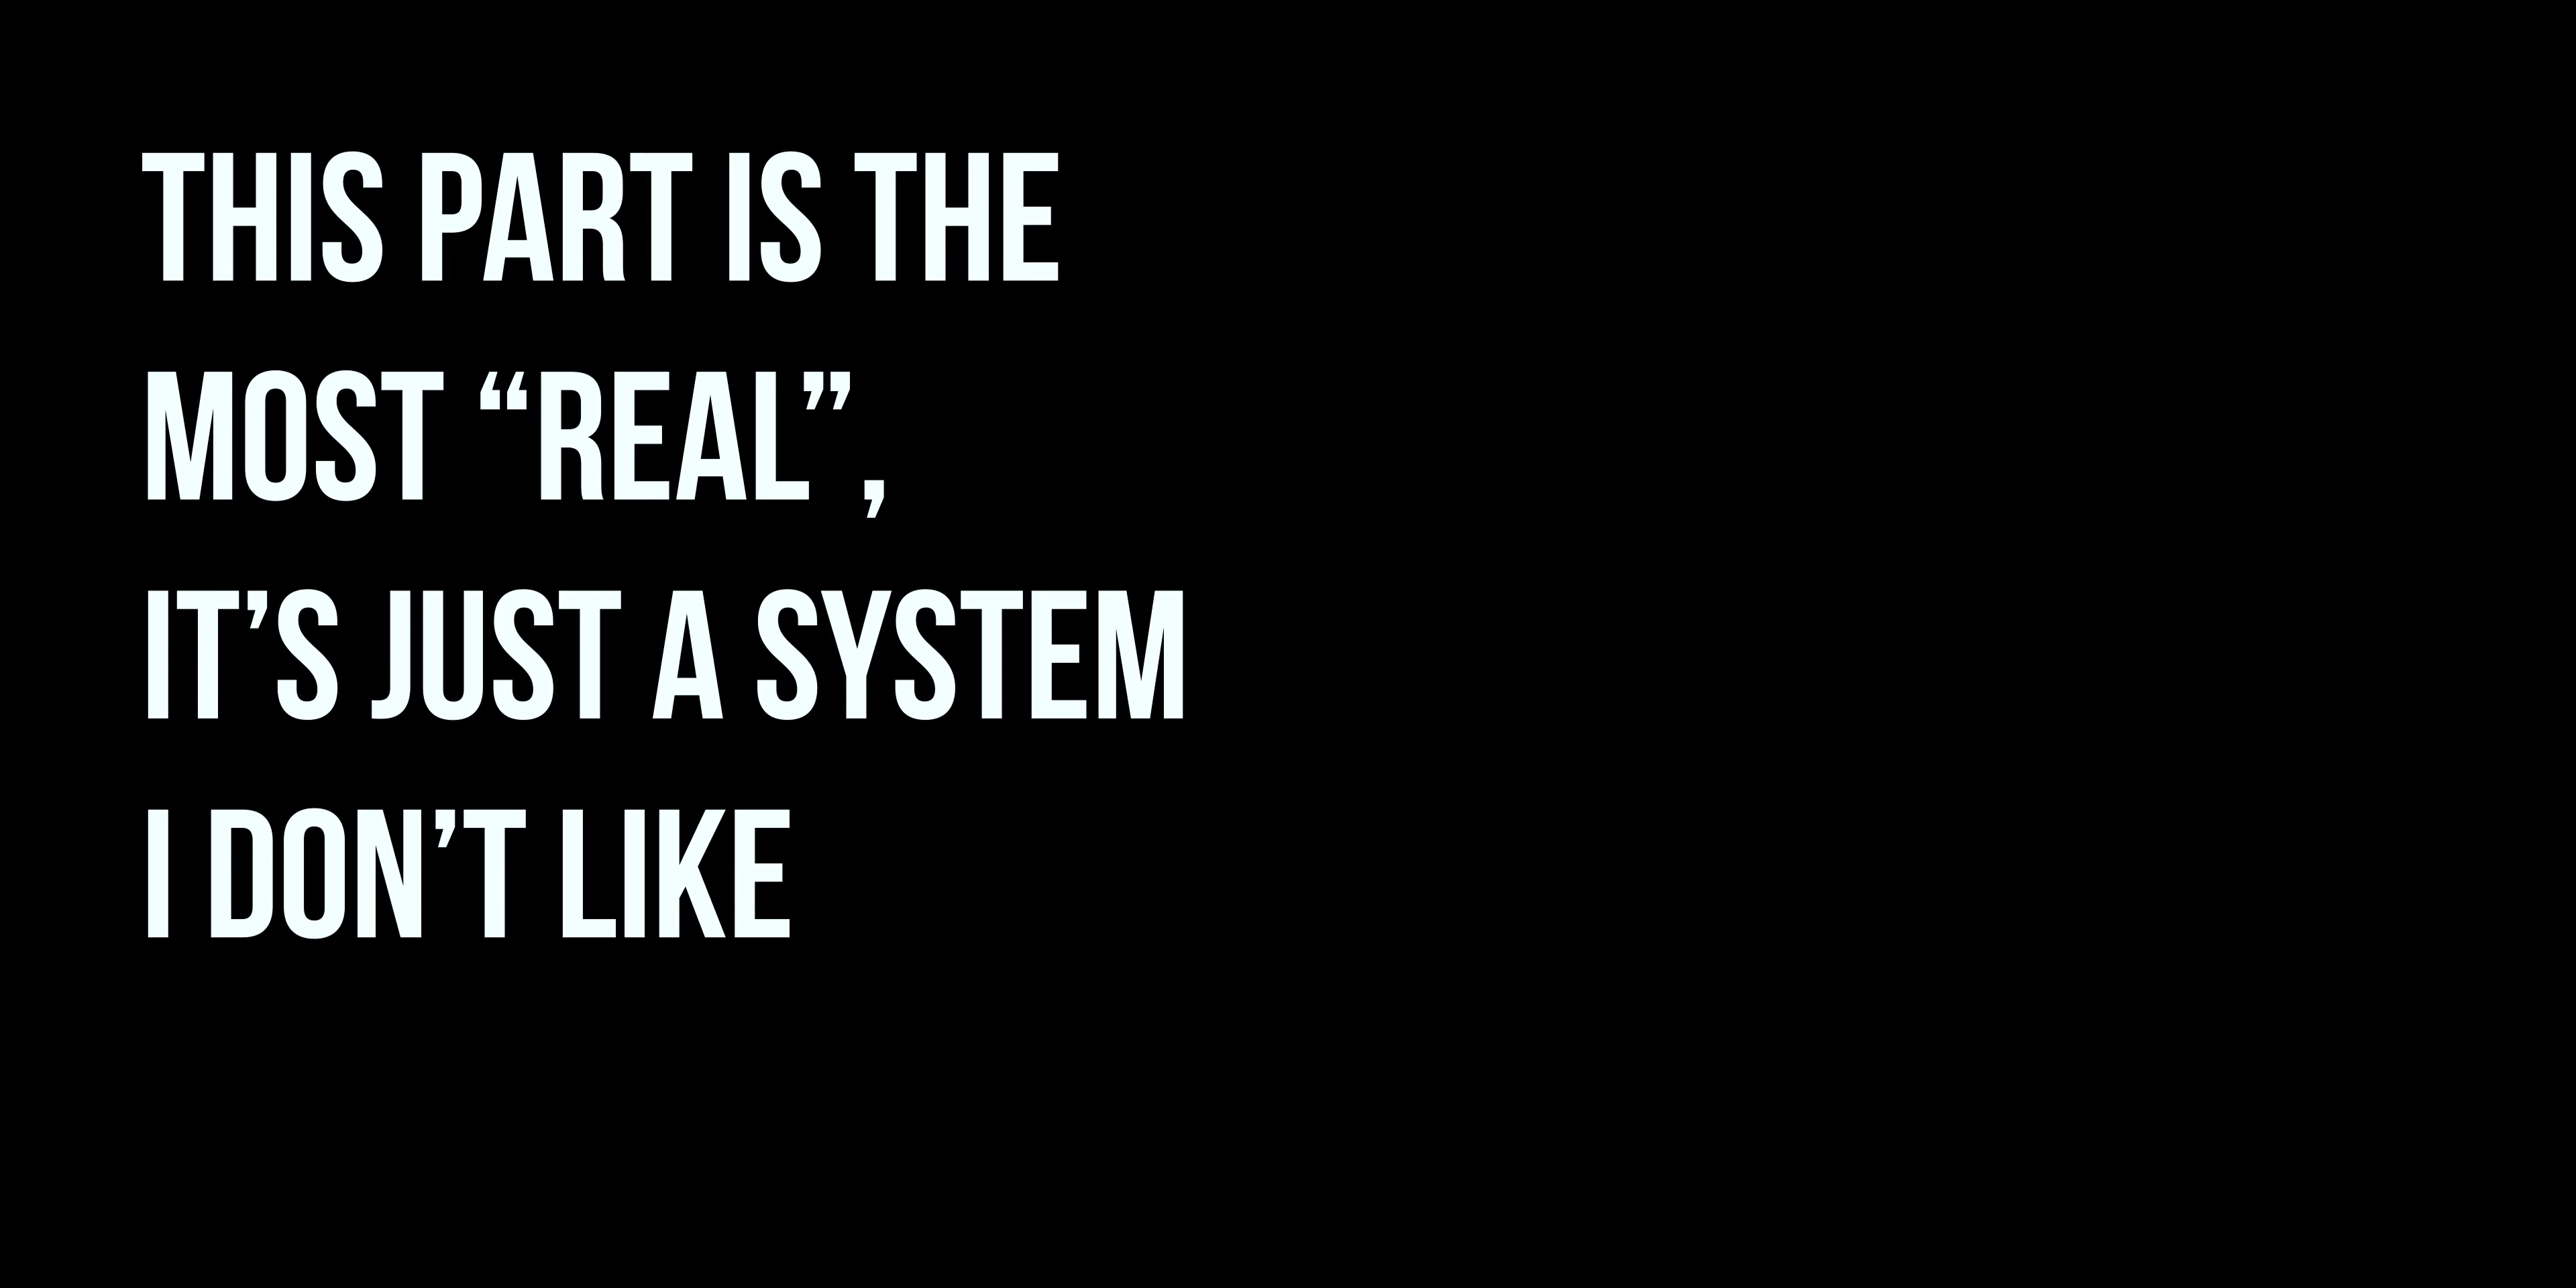 THIS PART IS THE
MOST “REAL”,
IT’S JUST A SYSTEM
I DON’T LIKE